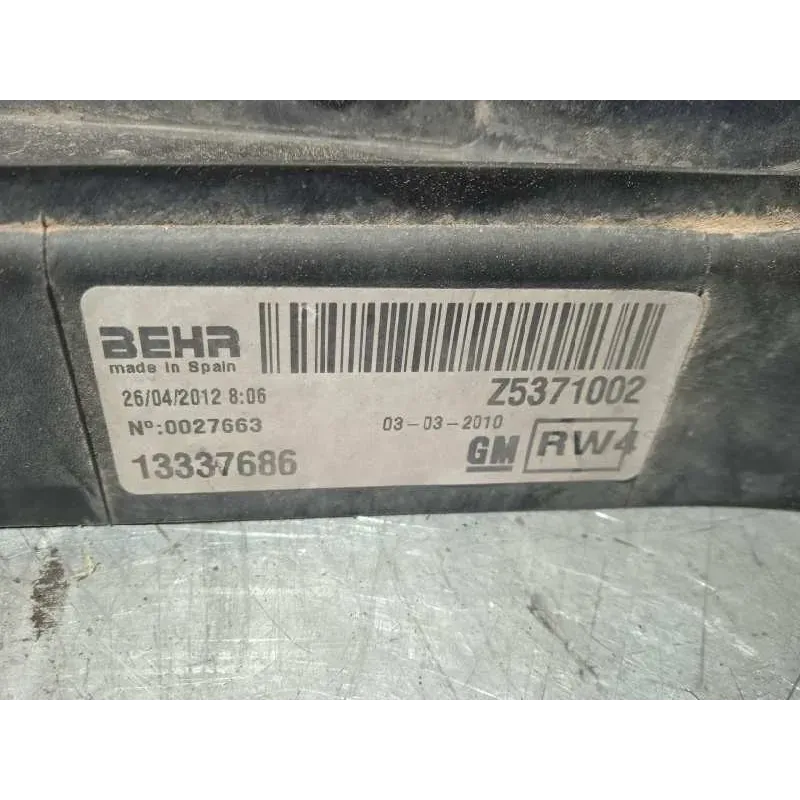 BEHR
made in Spain
26/04/2012 8:06
Z5371002
Nº:0027663
03-03-2010
13337686
GM
RW4